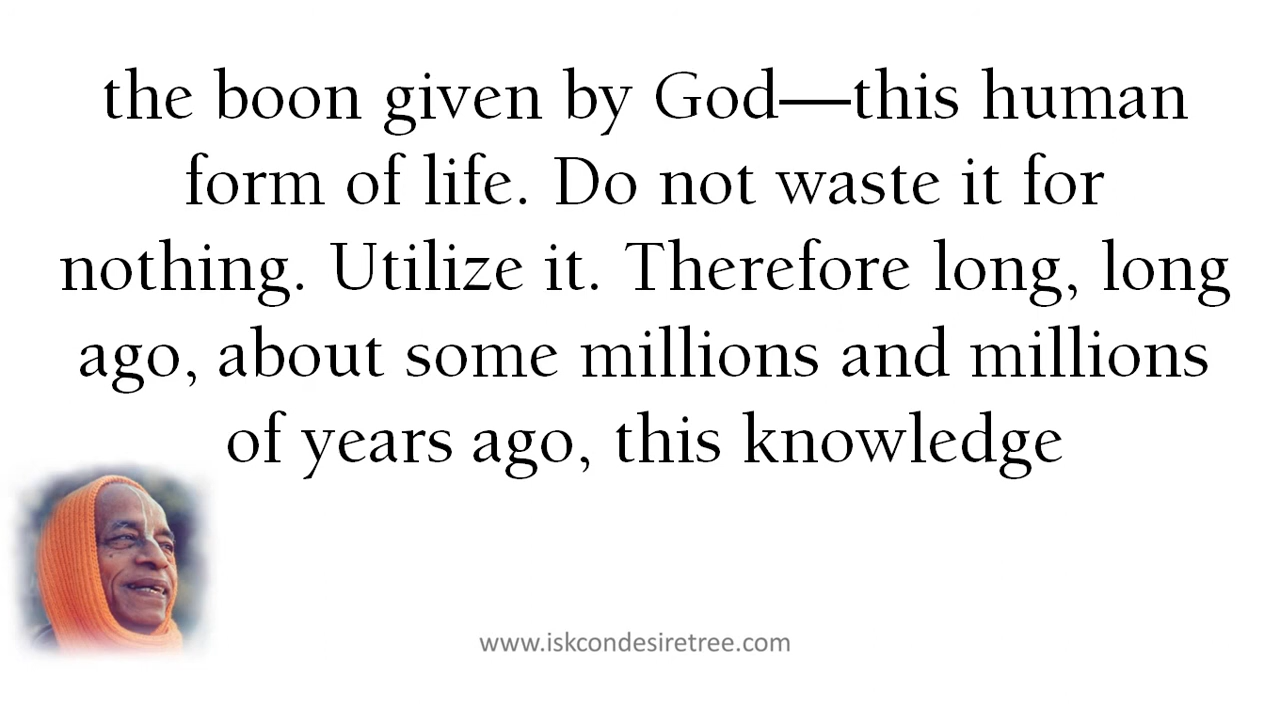 the boon given by God—this human
form of life. Do not waste it for
nothing. Utilize it. Therefore long, long
ago, about some millions and millions
of years ago, this knowledge
www.iskcondesiretree.com